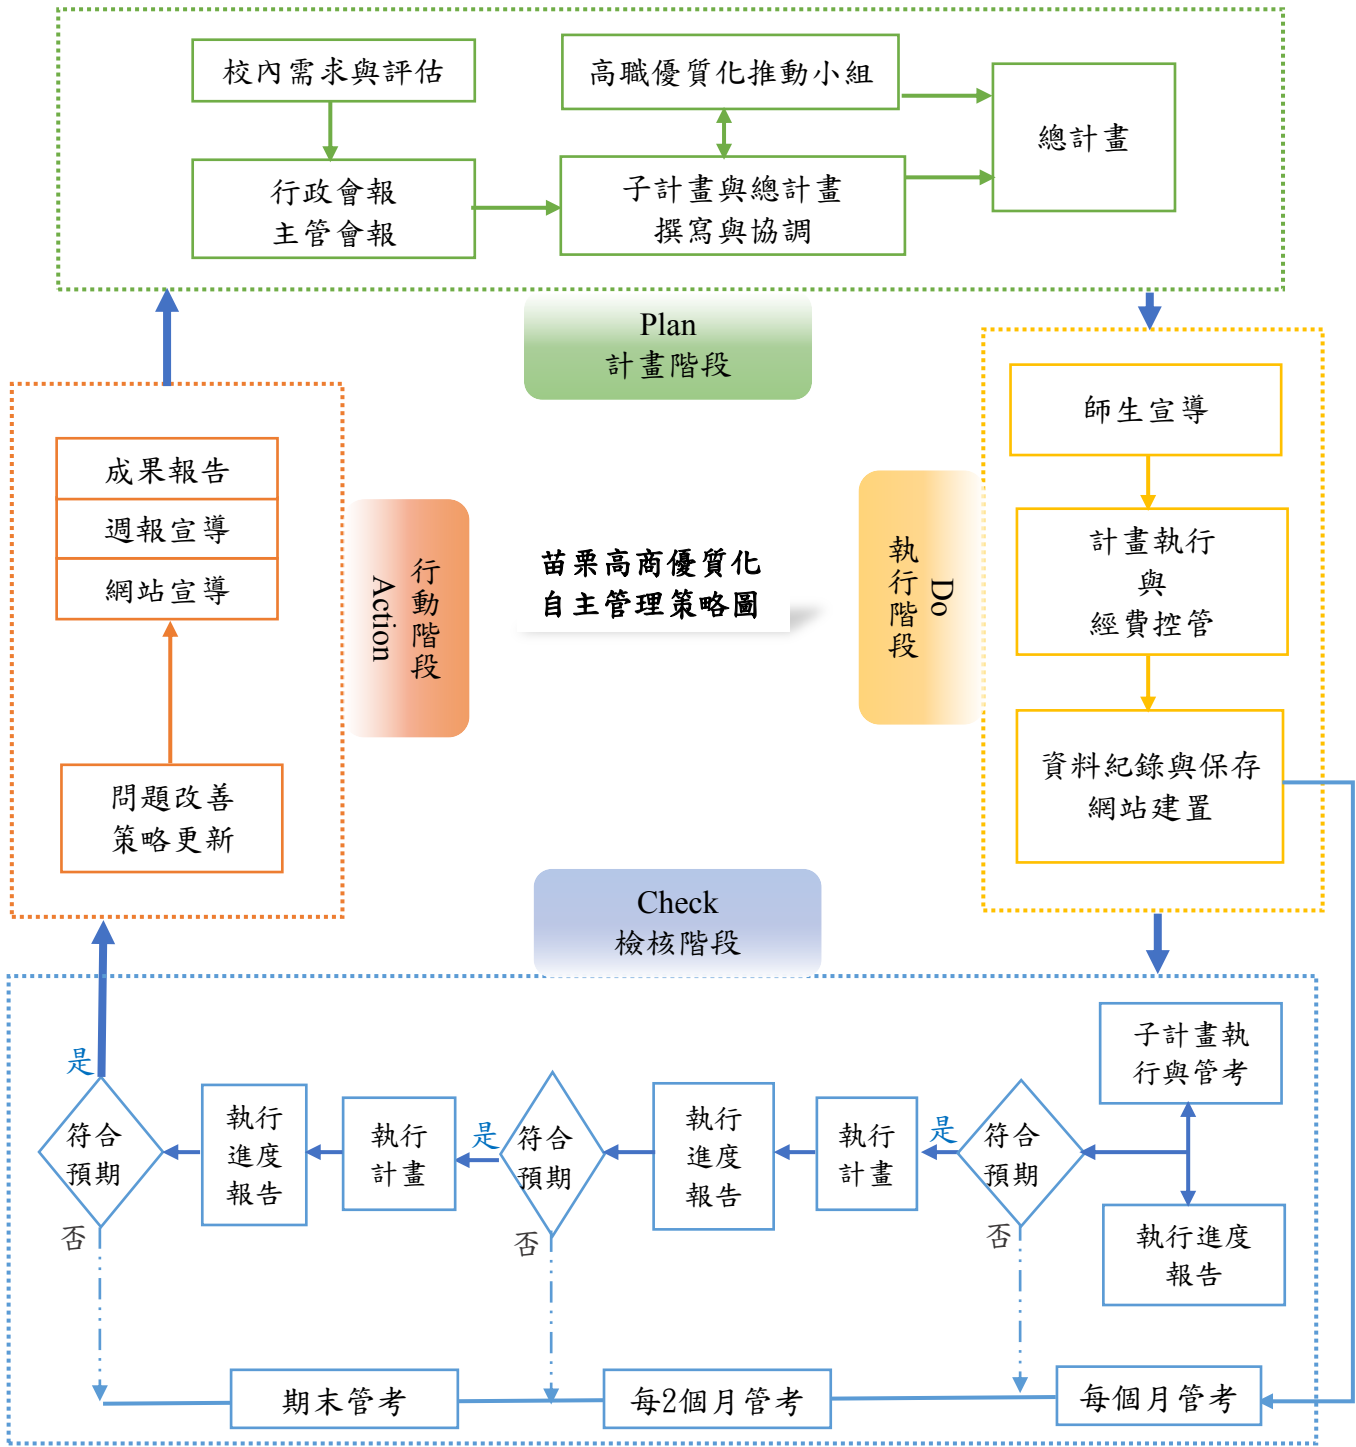 校內需求與評估
行政會報
主管會報
高職優質化推動小組
子計畫與總計畫
撰寫與協調
總計畫
Plan
計畫階段
師生宣導
計畫執行
與
經費控管
資料紀錄與保存
網站建置
Do
執行階段
苗栗高商優質化
自主管理策略圖
行動階段
Action
成果報告
週報宣導
網站宣導
問題改善
策略更新
Check
檢核階段
子計畫執
行與管考
執行進度
報告
符合
預期
是
否
執行
計畫
執行
進度
報告
符合
預期
是
否
執行
計畫
執行
進度
報告
符合
預期
是
否
期末管考
每2個月管考
每個月管考